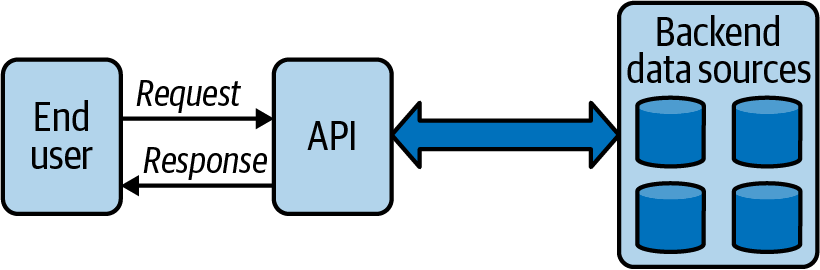 End
user
Request
Response
API
Backend
data sources